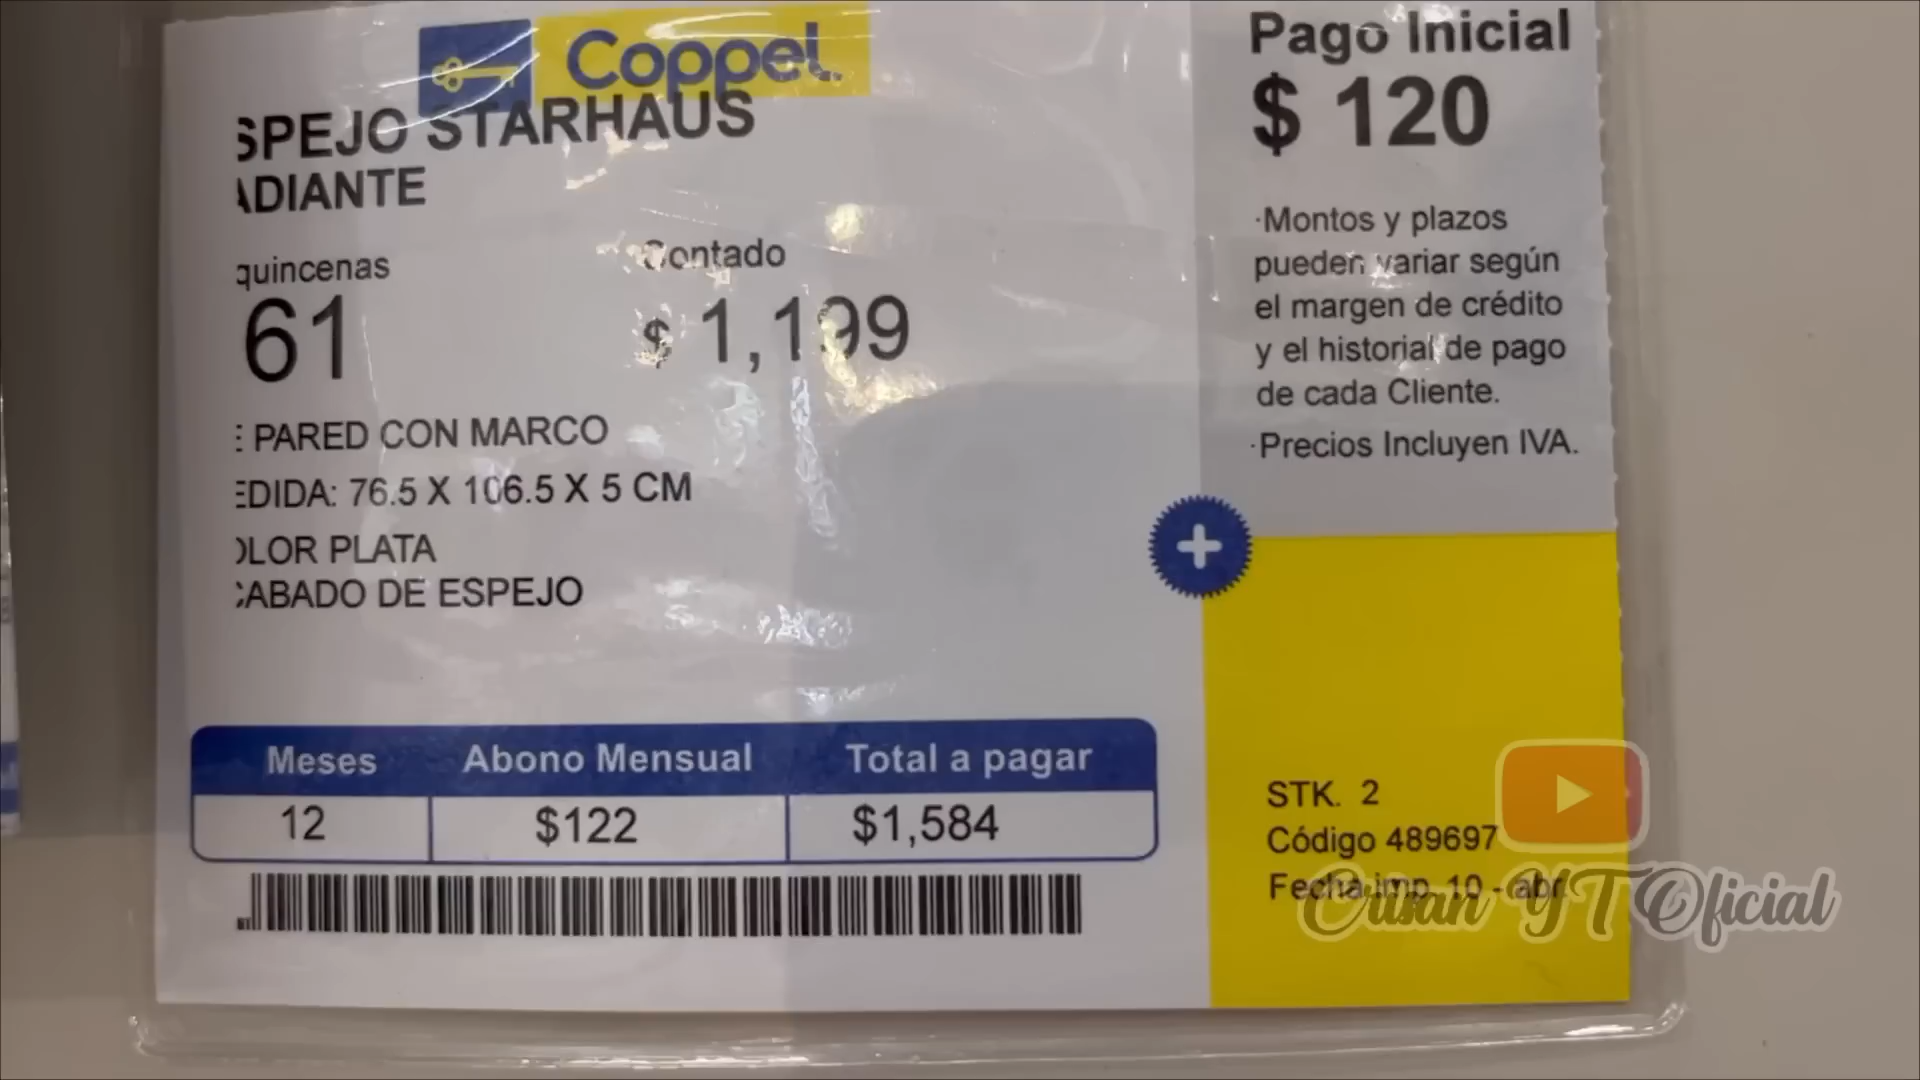 Coppel.
SPEJO STARHAUS
ADIANTE
quincenas
61
Contado
$ 1,199
E PARED CON MARCO
EDIDA: 76.5 X 106.5 X 5 CM
OLOR PLATA
CABADO DE ESPEJO
Meses Abono Mensual Total a pagar
12 $122 $1,584
Pago Inicial
$ 120
·Montos y plazos
pueden variar según
el margen de crédito
y el historial de pago
de cada Cliente.
·Precios Incluyen IVA.
+
STK. 2
Código 489697
Fecha imp. 10 - abr
YT Oficial